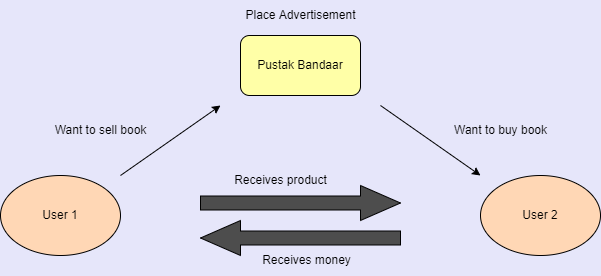 Place Advertisement
Pustak Bandaar
Want to sell book
Want to buy book
Receives product
User 1
User 2
Receives money